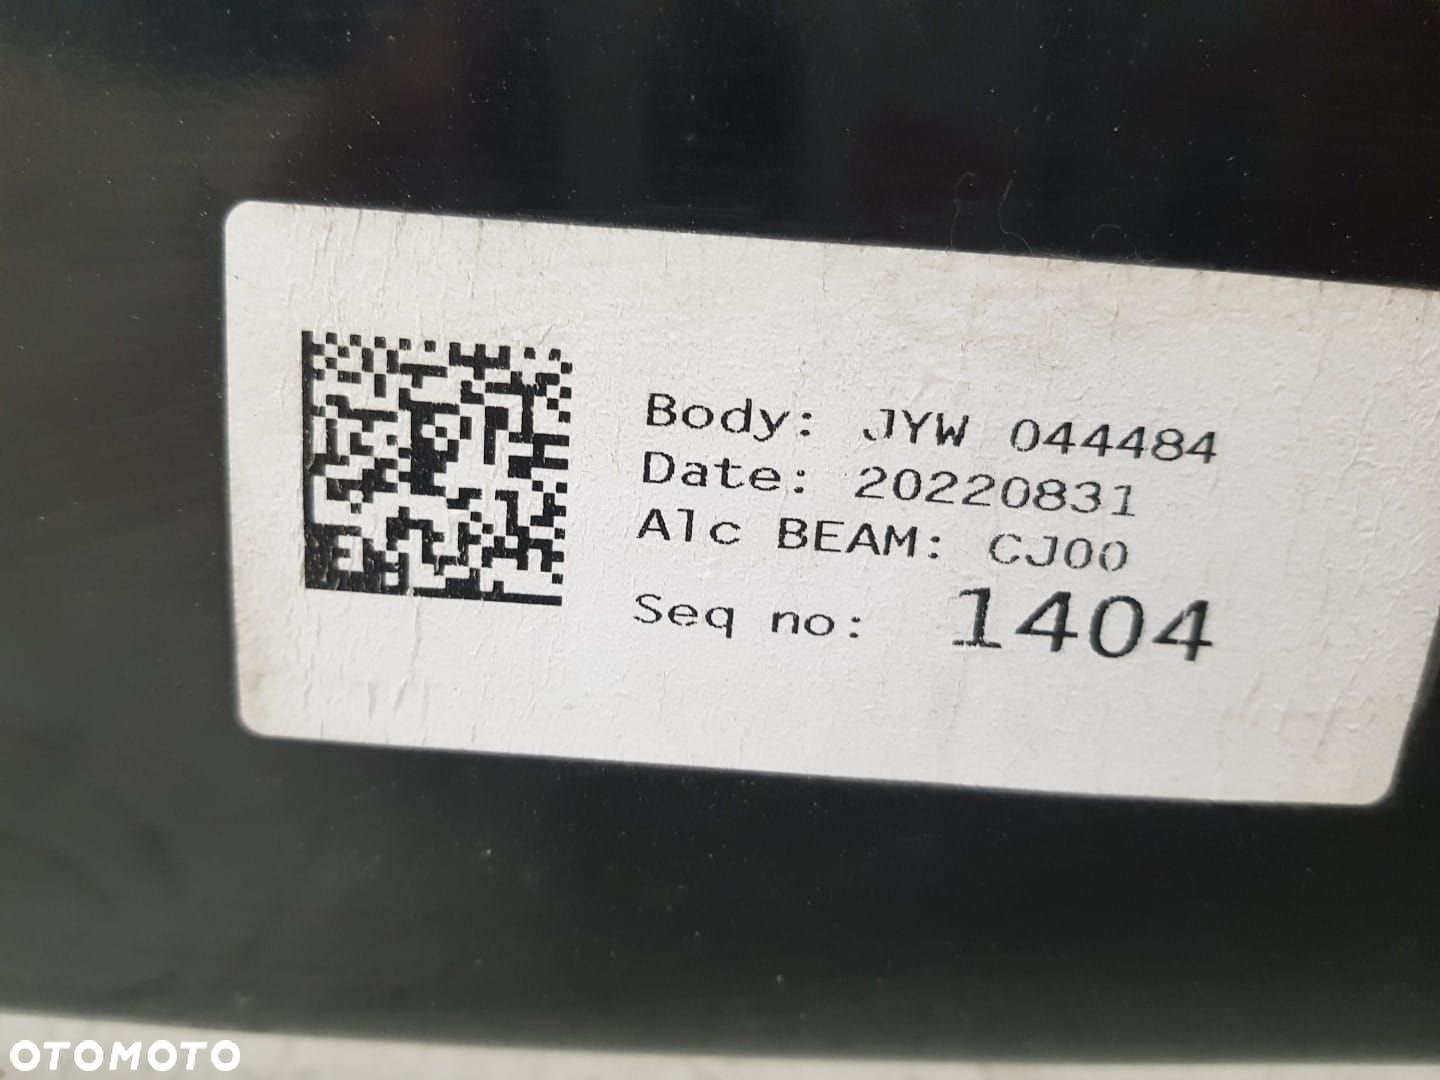 Body: JYW 044484
Date: 20220831
Alc BEAM: CJ00
Seq no: 1404
OTOMOTO